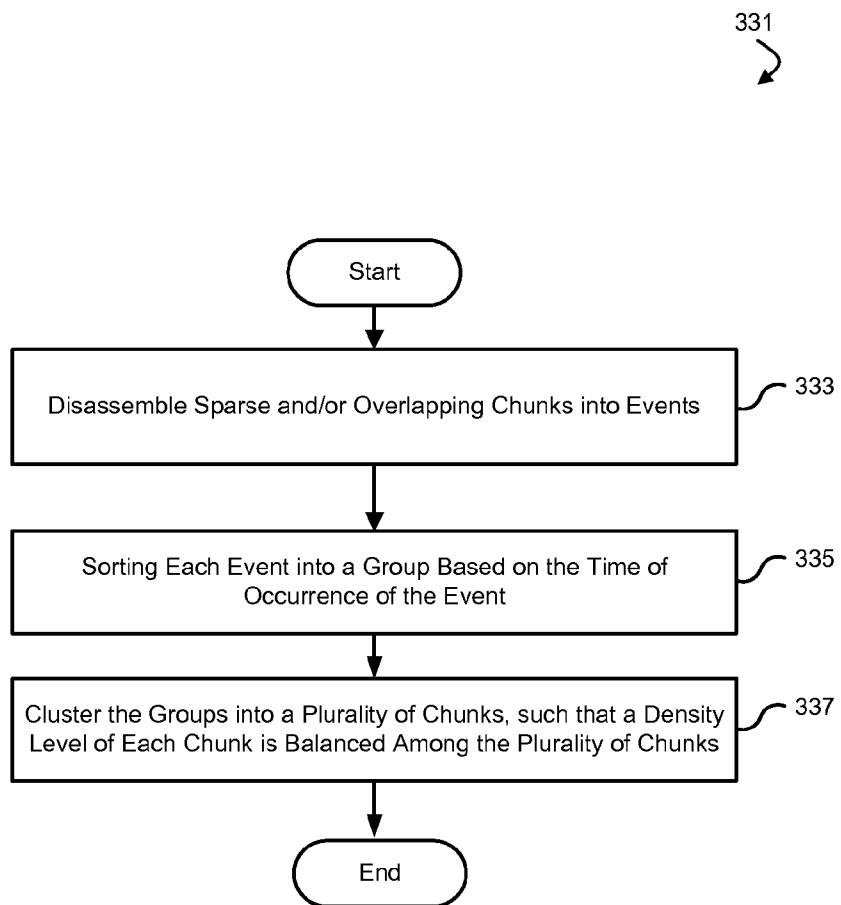 331
Start
Disassemble Sparse and/or Overlapping Chunks into Events
333
Sorting Each Event into a Group Based on the Time of
Occurrence of the Event
335
Cluster the Groups into a Plurality of Chunks, such that a Density
Level of Each Chunk is Balanced Among the Plurality of Chunks
337
End